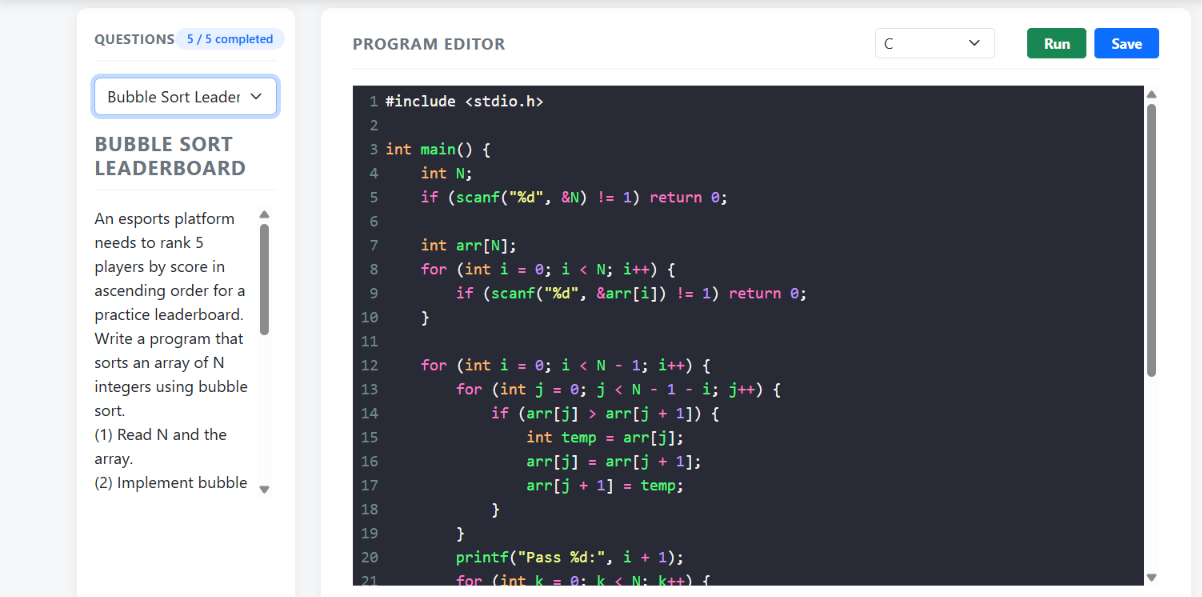 QUESTIONS 5 / 5 completed
Bubble Sort Leader
BUBBLE SORT
LEADERBOARD
An esports platform
needs to rank 5
players by score in
ascending order for a
practice leaderboard.
Write a program that
sorts an array of N
integers using bubble
sort.
(1) Read N and the
array.
(2) Implement bubble
PROGRAM EDITOR
C
Run
Save
1 #include <stdio.h>
2
3 int main() {
4     int N;
5     if (scanf("%d", &N) != 1) return 0;
6
7     int arr[N];
8     for (int i = 0; i < N; i++) {
9         if (scanf("%d", &arr[i]) != 1) return 0;
10     }
11
12     for (int i = 0; i < N - 1; i++) {
13         for (int j = 0; j < N - 1 - i; j++) {
14             if (arr[j] > arr[j + 1]) {
15                 int temp = arr[j];
16                 arr[j] = arr[j + 1];
17                 arr[j + 1] = temp;
18             }
19         }
20         printf("Pass %d:", i + 1);
21         for (int k = 0; k < N; k++) {